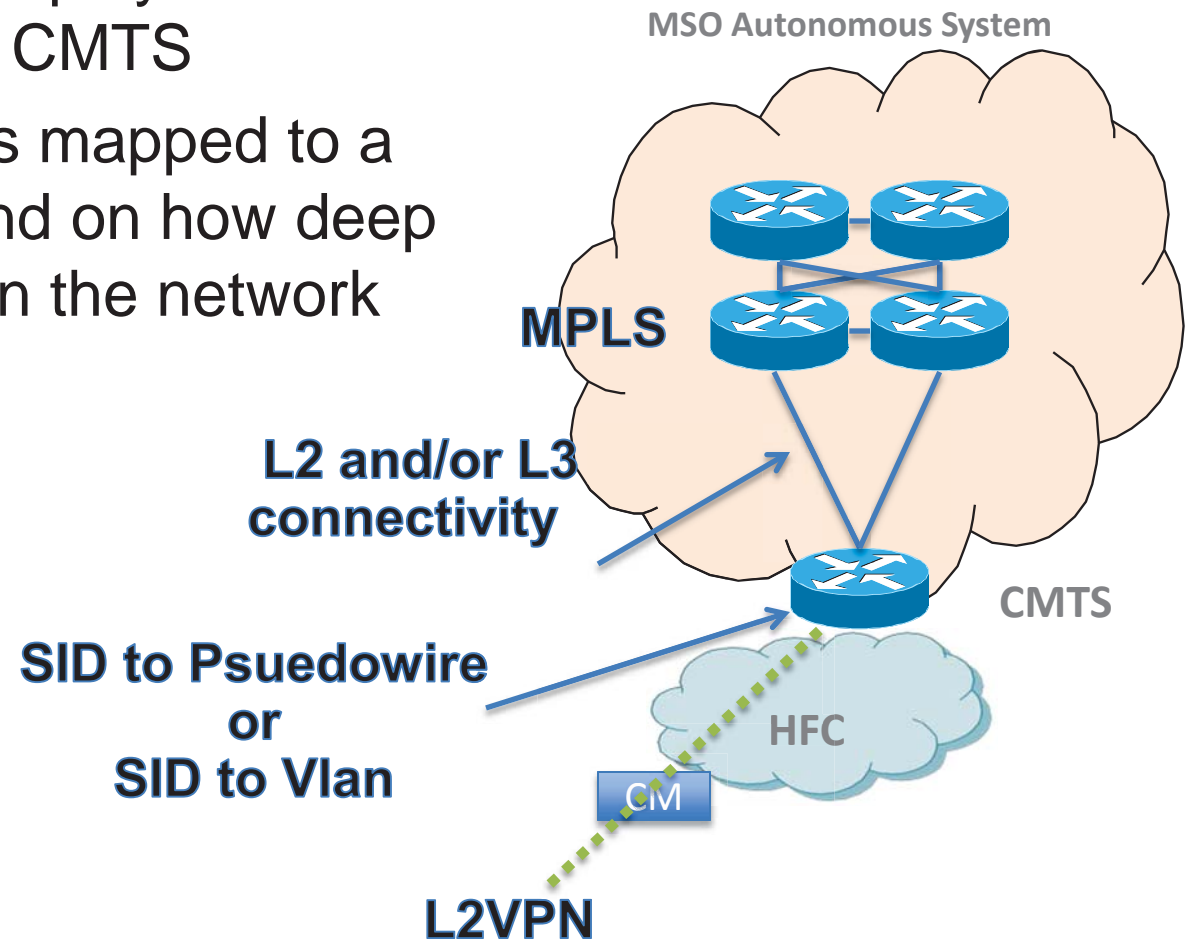 MSO Autonomous System
CMTS
s mapped to a
nd on how deep
n the network
MPLS
L2 and/or L3
connectivity
CMTS
SID to Psuedowire
or
SID to Vlan
HFC
CM
L2VPN